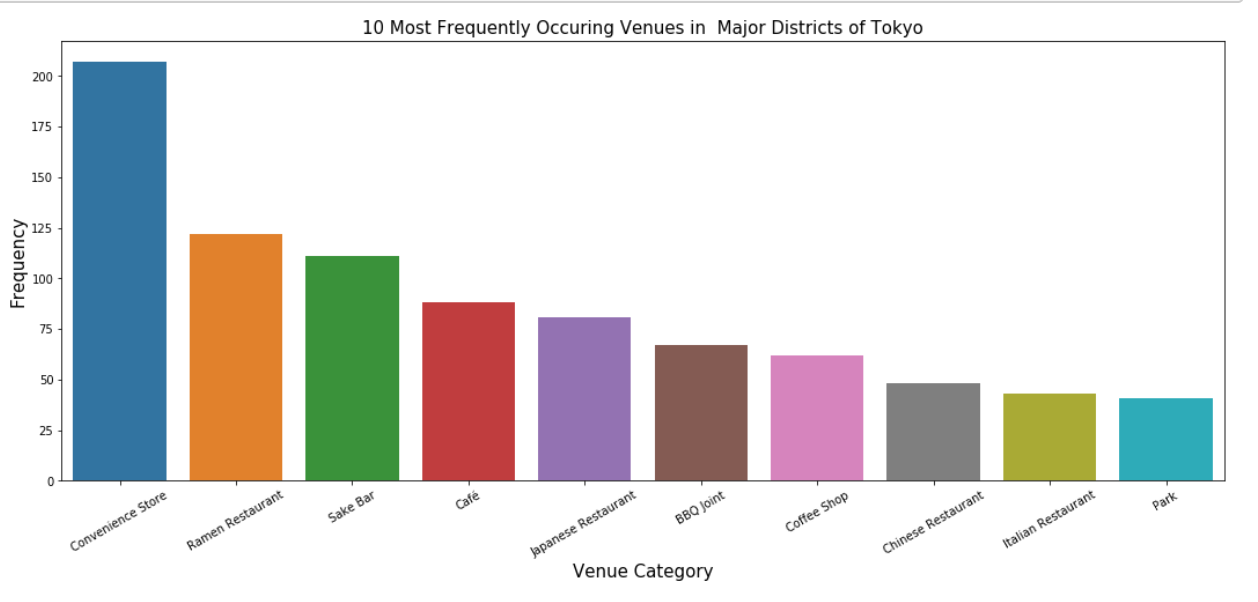 10 Most Frequently Occuring Venues in  Major Districts of Tokyo
200
175
150
125
100
75
50
25
0
Frequency
Convenience Store
Ramen Restaurant
Sake Bar
Café
Japanese Restaurant
BBQ Joint
Coffee Shop
Chinese Restaurant
Italian Restaurant
Park
Venue Category